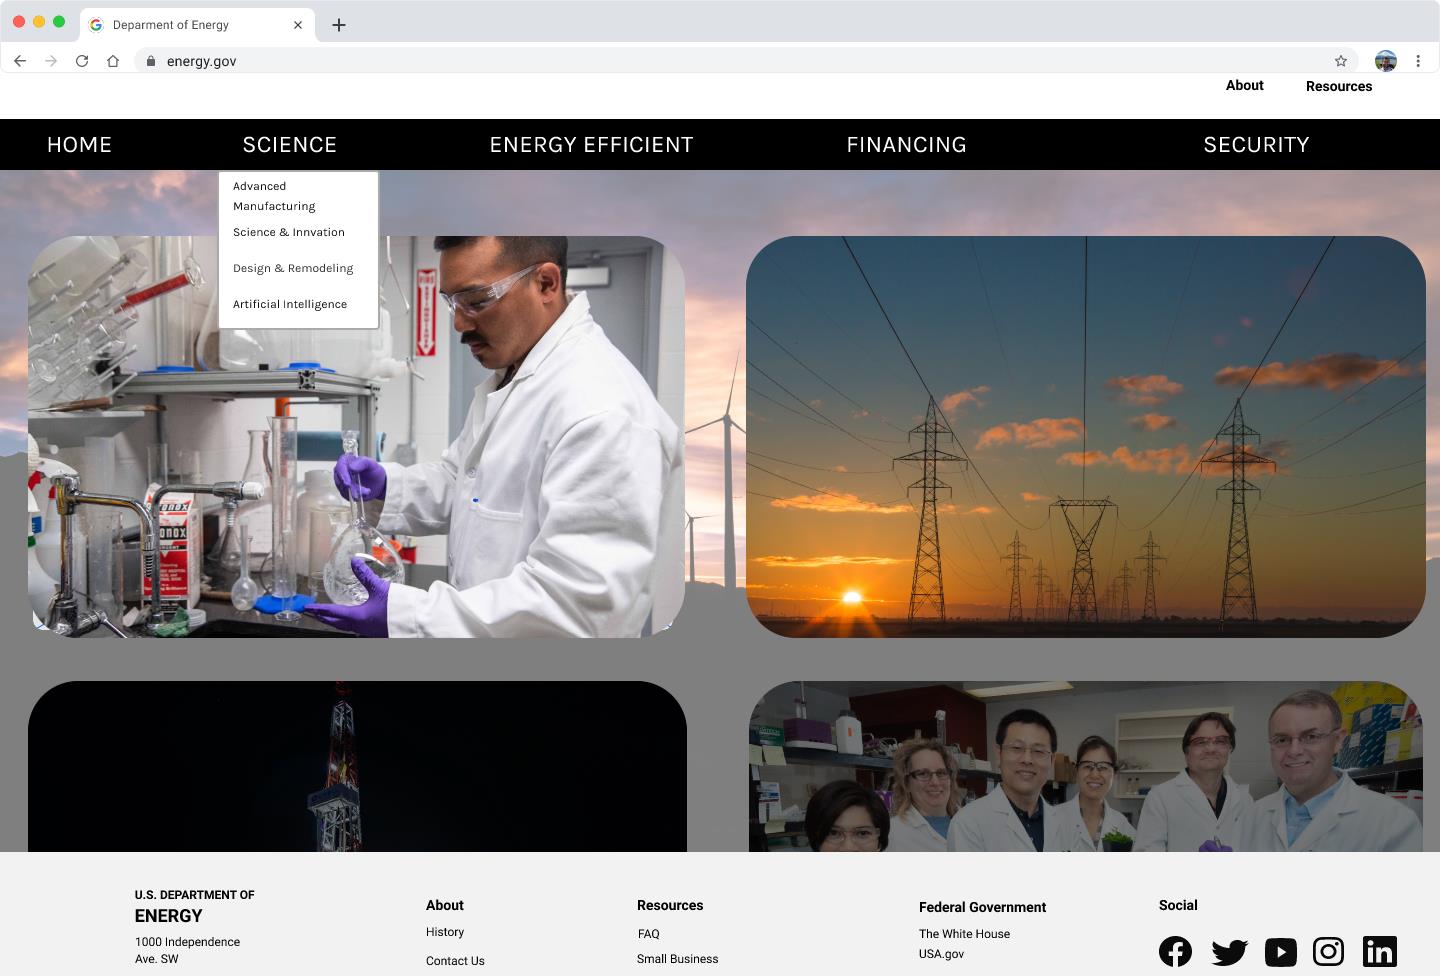 Deparment of Energy
energy.gov
About Resources
HOME SCIENCE ENERGY EFFICIENT FINANCING SECURITY
Advanced
Manufacturing
Science & Innvation
Design & Remodeling
Artificial Intelligence
FIRE
U.S. DEPARTMENT OF
ENERGY
1000 Independence
Ave. SW
About
History
Contact Us
Resources
FAQ
Small Business
Federal Government
The White House
USA.gov
Social